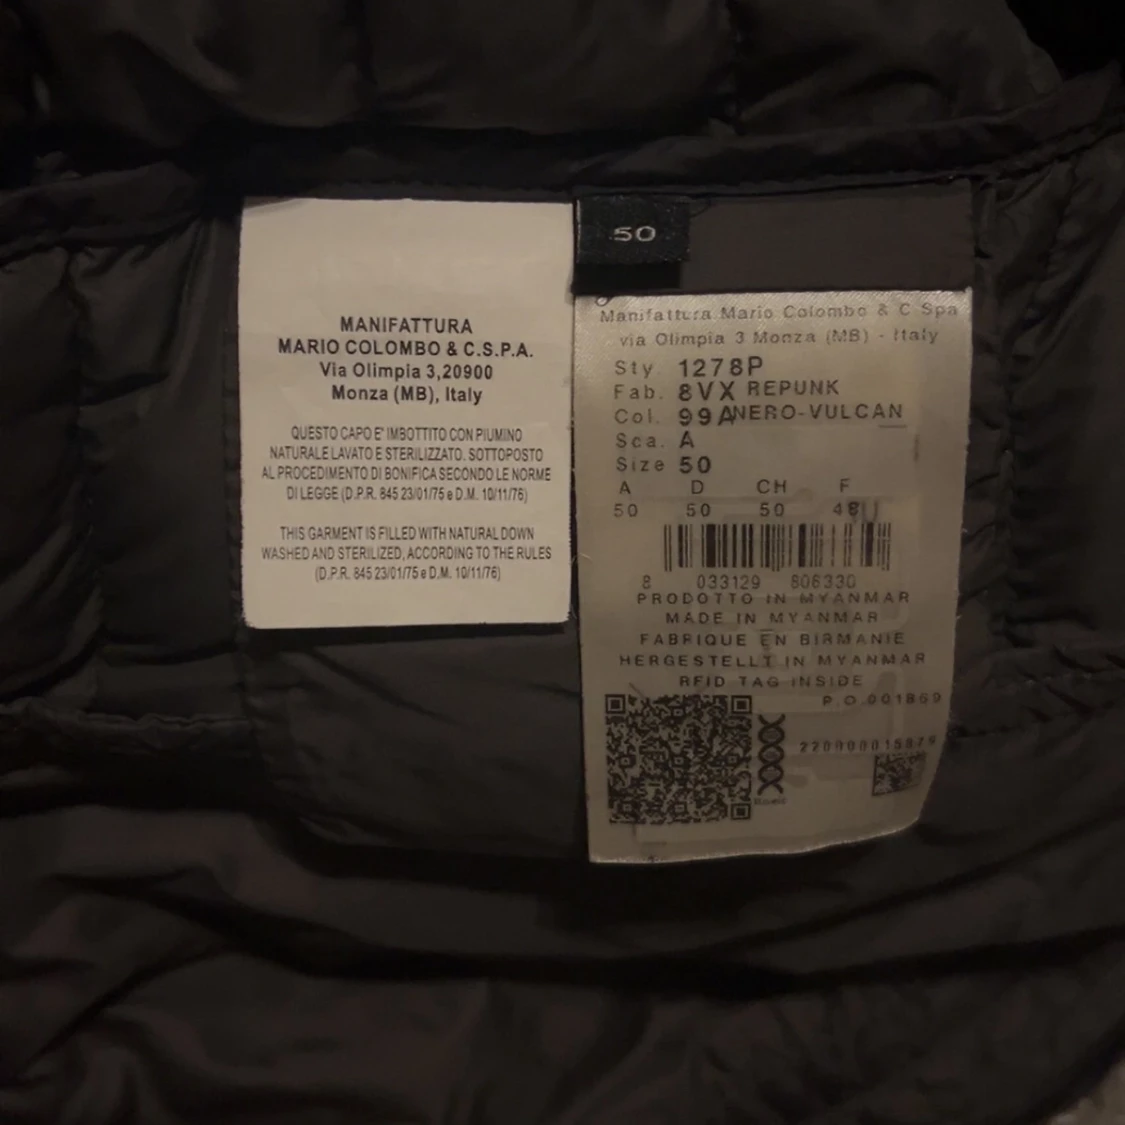 MANIFATTURA
MARIO COLOMBO & C.S.P.A.
Via Olimpia 3,20900
Monza (MB), Italy
QUESTO CAPO E' IMBOTTITO CON PIUMINO
NATURALE LAVATO E STERILIZZATO. SOTTOPOSTO
AL PROCEDIMENTO DI BONIFICA SECONDO LE NORME
DI LEGGE (D.P.R. 845 23/01/75 e D.M. 10/11/76)
THIS GARMENT IS FILLED WITH NATURAL DOWN
WASHED AND STERILIZED, ACCORDING TO THE RULES
(D.P.R. 845 23/01/75 e D.M. 10/11/76)
50
Manifattura Mario Colombo & C Spa
via Olimpia 3 Monza (MB) - Italy
Sty. 1278P
Fab. 8VX REPUNK
Col. 99A NERO-VULCAN
Sca. A
Size 50
A D CH F
50 50 50 48
8 033129 806330
PRODOTTO IN MYANMAR
MADE IN MYANMAR
FABRIQUE EN BIRMANIE
HERGESTELLT IN MYANMAR
RFID TAG INSIDE
P.O.001869